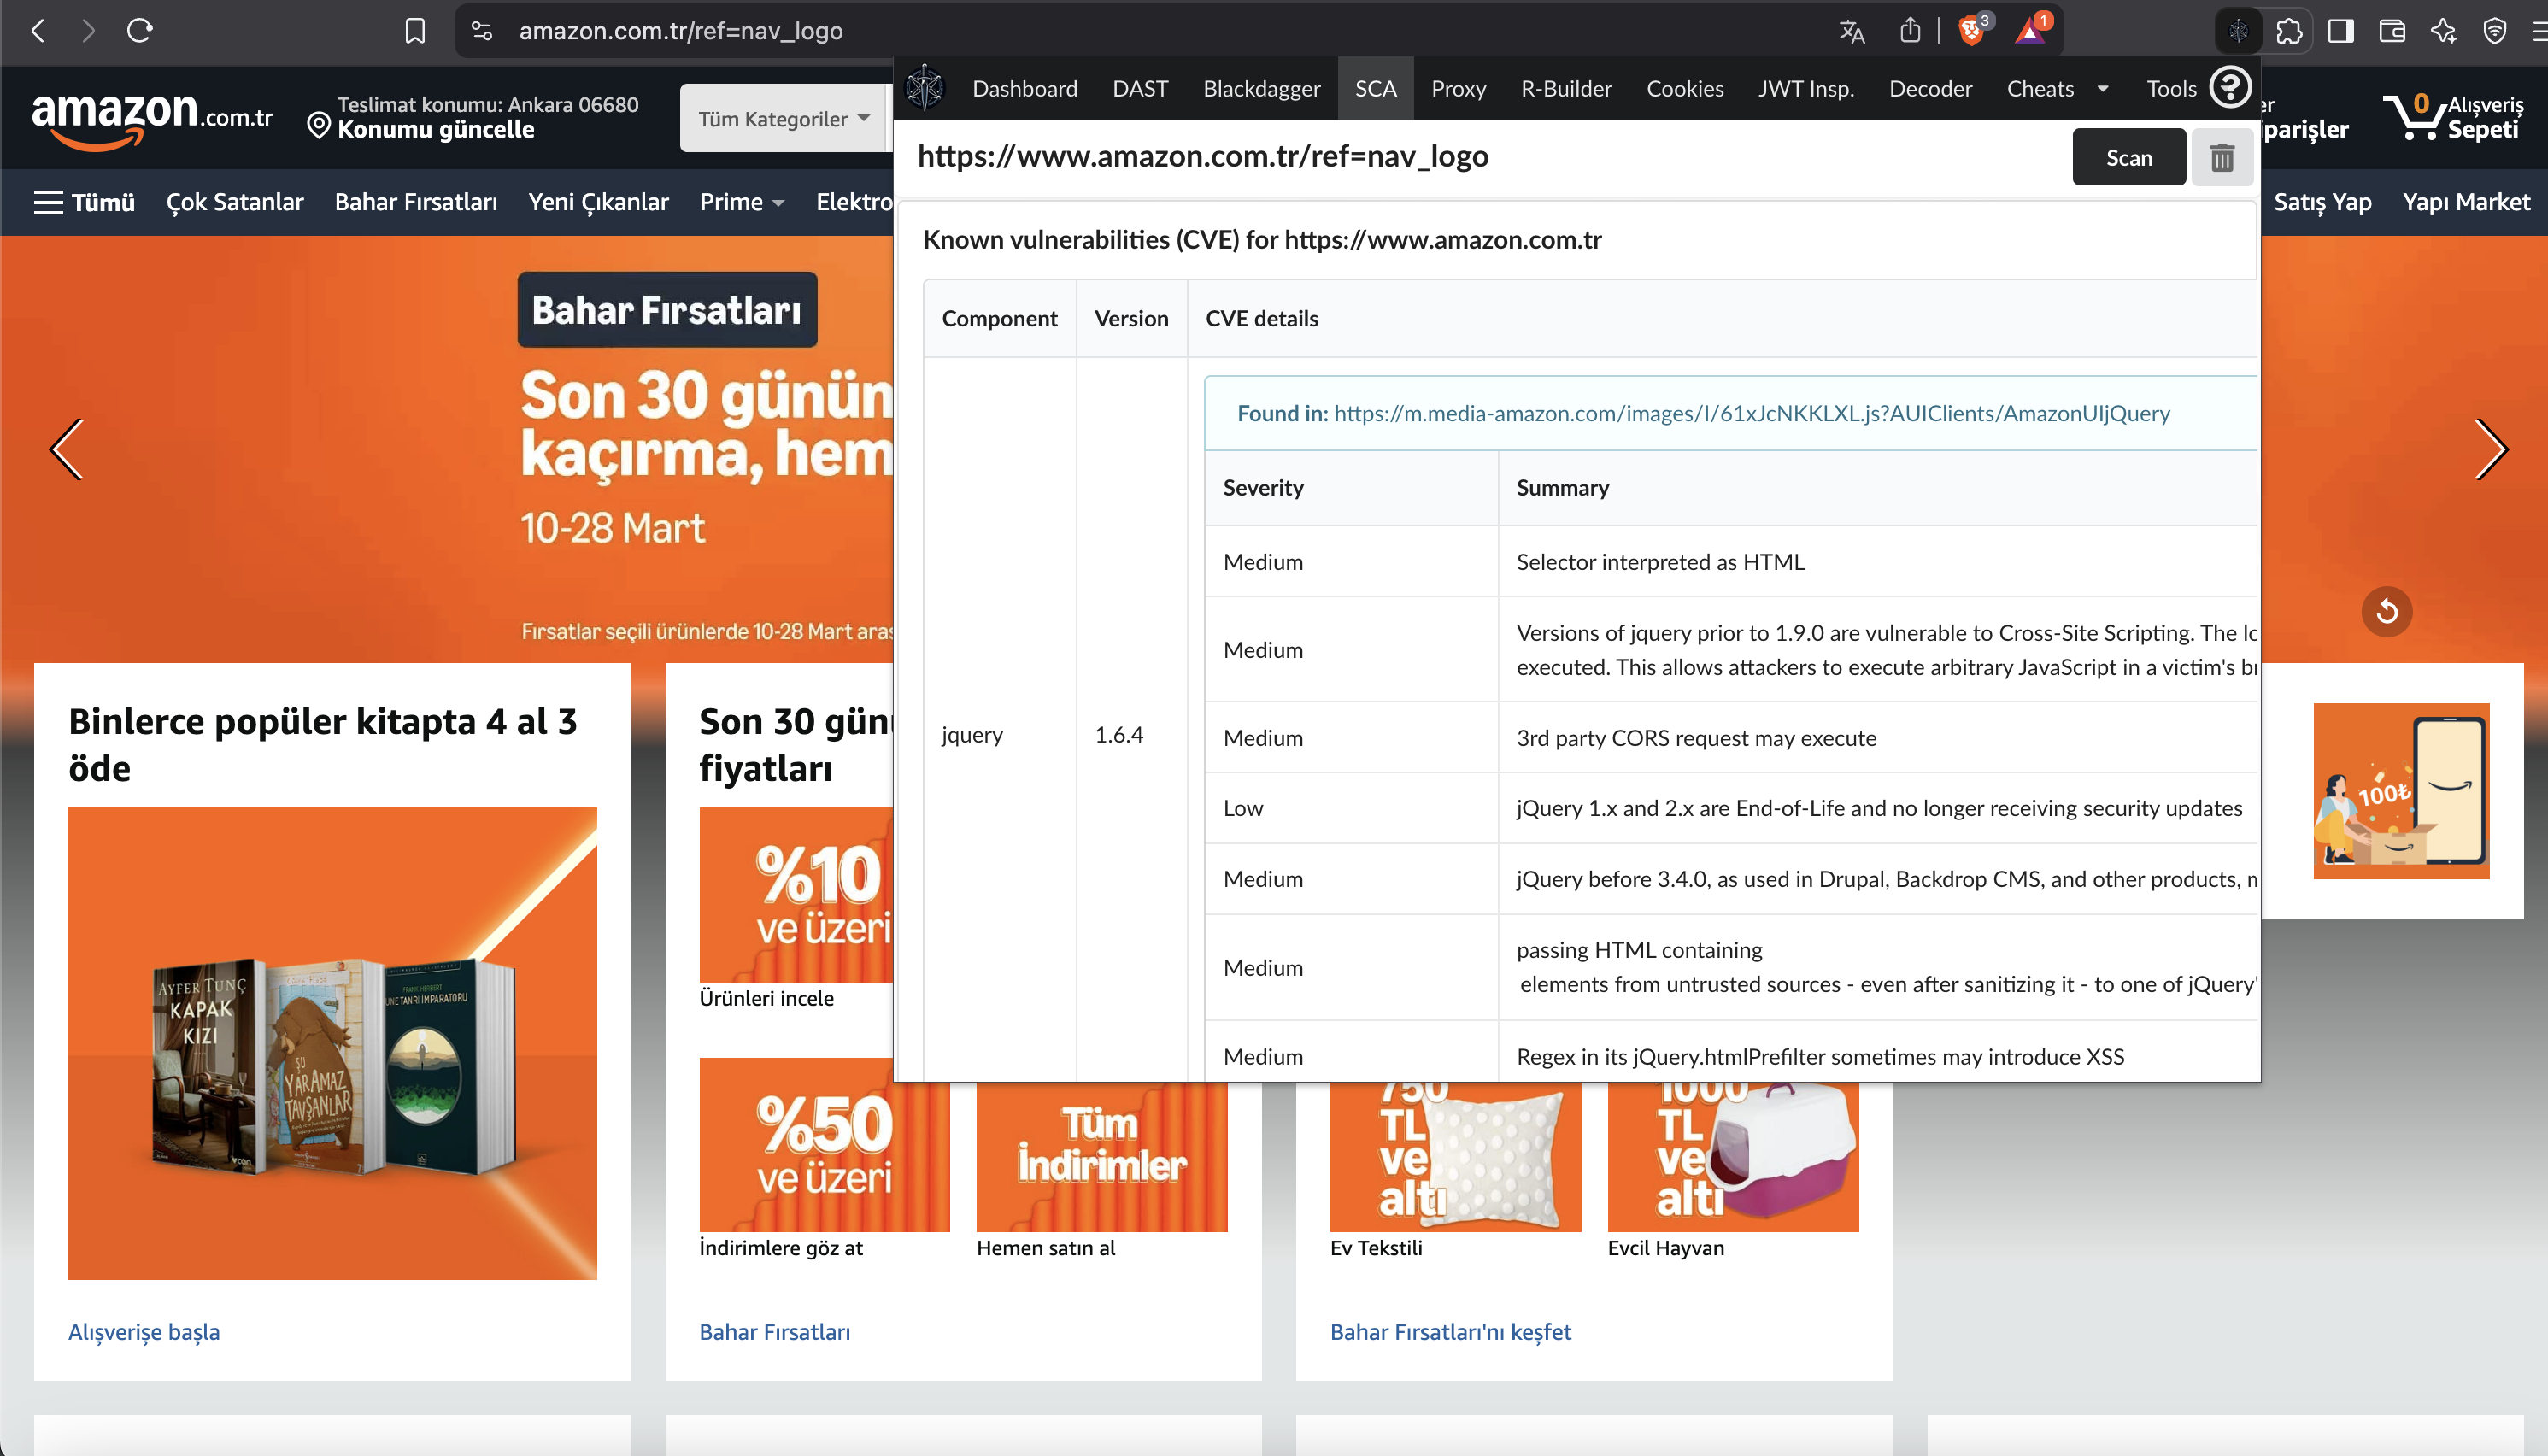 amazon.com.tr/ref=nav_logo
3
1
amazon.com.tr
Teslimat konumu: Ankara 06680
Konumu güncelle
Tüm Kategoriler
parişler
0
Alışveriş
Sepeti
Tümü
Çok Satanlar
Bahar Fırsatları
Yeni Çıkanlar
Prime
Elektro
Satış Yap
Yapı Market
Dashboard
DAST
Blackdagger
SCA
Proxy
R-Builder
Cookies
JWT Insp.
Decoder
Cheats
Tools
https://www.amazon.com.tr/ref=nav_logo
Scan
Known vulnerabilities (CVE) for https://www.amazon.com.tr
Component
Version
CVE details
Found in: https://m.media-amazon.com/images/I/61xJcNKKLXL.js?AUIClients/AmazonUIjQuery
Severity
Summary
Medium
Selector interpreted as HTML
Medium
Versions of jquery prior to 1.9.0 are vulnerable to Cross-Site Scripting. The lo
executed. This allows attackers to execute arbitrary JavaScript in a victim's br
jquery
1.6.4
Medium
3rd party CORS request may execute
Low
jQuery 1.x and 2.x are End-of-Life and no longer receiving security updates
Medium
jQuery before 3.4.0, as used in Drupal, Backdrop CMS, and other products, m
Medium
passing HTML containing
elements from untrusted sources - even after sanitizing it - to one of jQuery'
Medium
Regex in its jQuery.htmlPrefilter sometimes may introduce XSS
Bahar Fırsatları
Son 30 günün
kaçırma, hem
10-28 Mart
Fırsatlar seçili ürünlerde 10-28 Mart aras
Binlerce popüler kitapta 4 al 3
öde
AYFER TUNÇ
KAPAK
KIZI
ŞU
YARAMAZ
TAVŞANLAR
FRANK HERBERT
DUNE TANRI İMPARATORU
Alışverişe başla
Son 30 gün
fiyatları
%10
ve üzeri
Ürünleri incele
%50
ve üzeri
İndirimlere göz at
Tüm
İndirimler
Hemen satın al
Bahar Fırsatları
750
TL
ve
altı
Ev Tekstili
1000
TL
ve
altı
Evcil Hayvan
Bahar Fırsatları'nı keşfet
100₺